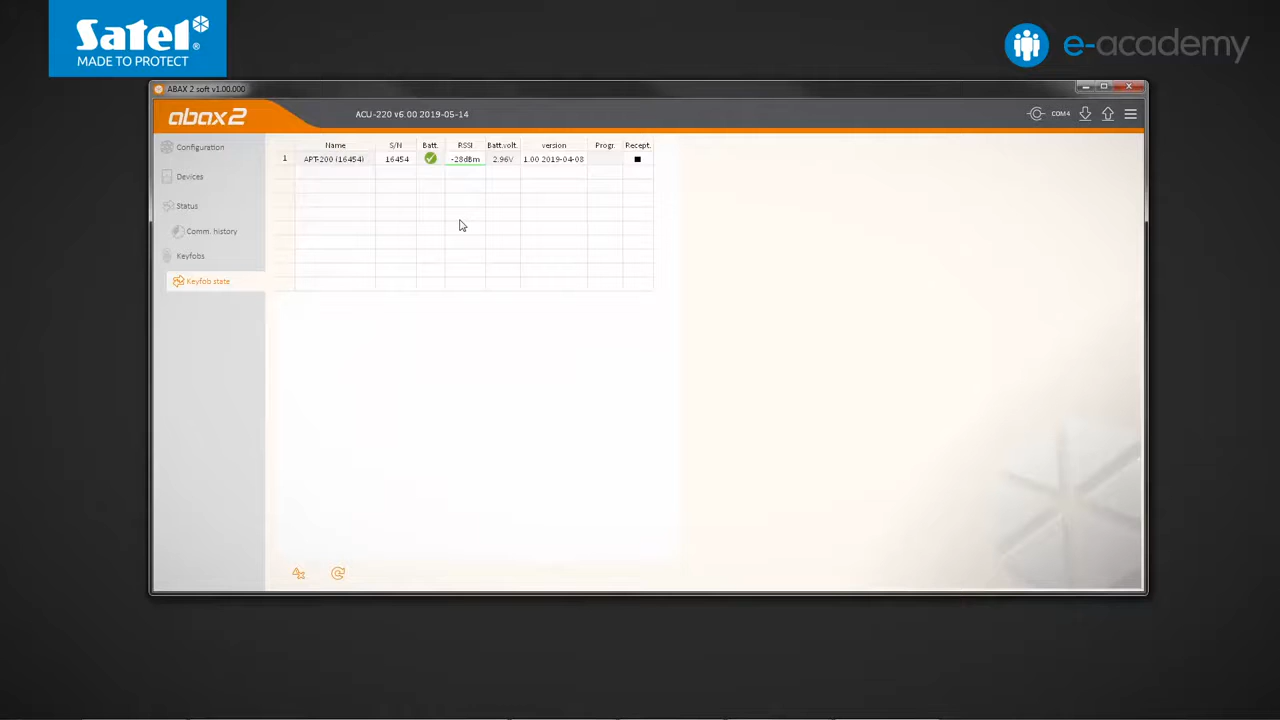 Satel®
MADE TO PROTECT
e-academy
ABAX 2 soft v1.00.000
abax2
ACU-220 v6.00 2019-05-14
COM4
Configuration
Devices
Status
Comm. history
Keyfobs
Keyfob state
Name S/N Batt. RSSI Batt.volt. version Progr. Recept.
1 APT-200 (16454) 16454 -28dBm 2.96V 1.00 2019-04-08